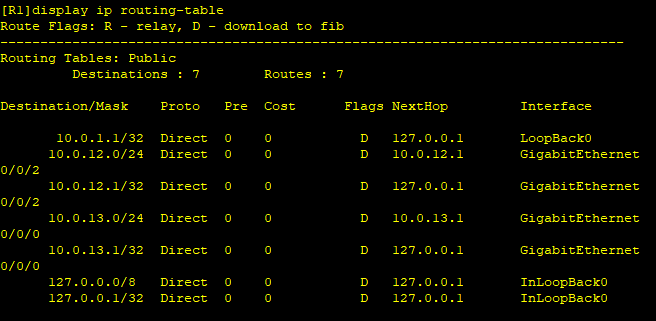 [R1]display ip routing-table
Route Flags: R - relay, D - download to fib
------------------------------------------------------------------------------
Routing Tables: Public
         Destinations : 7        Routes : 7

Destination/Mask    Proto   Pre  Cost      Flags NextHop         Interface

       10.0.1.1/32  Direct  0    0           D   127.0.0.1       LoopBack0
      10.0.12.0/24  Direct  0    0           D   10.0.12.1       GigabitEthernet
0/0/2
      10.0.12.1/32  Direct  0    0           D   127.0.0.1       GigabitEthernet
0/0/2
      10.0.13.0/24  Direct  0    0           D   10.0.13.1       GigabitEthernet
0/0/0
      10.0.13.1/32  Direct  0    0           D   127.0.0.1       GigabitEthernet
0/0/0
      127.0.0.0/8   Direct  0    0           D   127.0.0.1       InLoopBack0
      127.0.0.1/32  Direct  0    0           D   127.0.0.1       InLoopBack0